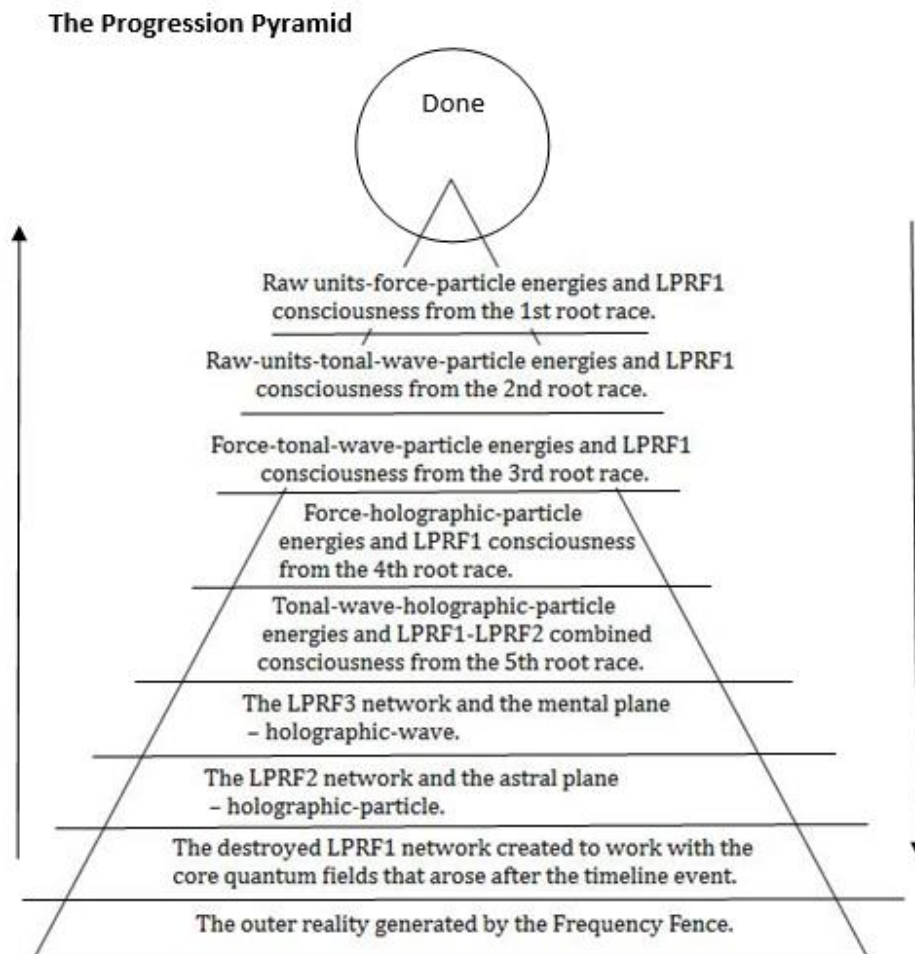 The Progression Pyramid
Done
Raw units-force-particle energies and LPRF1
consciousness from the 1st root race.
Raw-units-tonal-wave-particle energies and LPRF1
consciousness from the 2nd root race.
Force-tonal-wave-particle energies and LPRF1
consciousness from the 3rd root race.
Force-holographic-particle
energies and LPRF1 consciousness
from the 4th root race.
Tonal-wave-holographic-particle
energies and LPRF1-LPRF2 combined
consciousness from the 5th root race.
The LPRF3 network and the mental plane
– holographic-wave.
The LPRF2 network and the astral plane
– holographic-particle.
The destroyed LPRF1 network created to work with the
core quantum fields that arose after the timeline event.
The outer reality generated by the Frequency Fence.